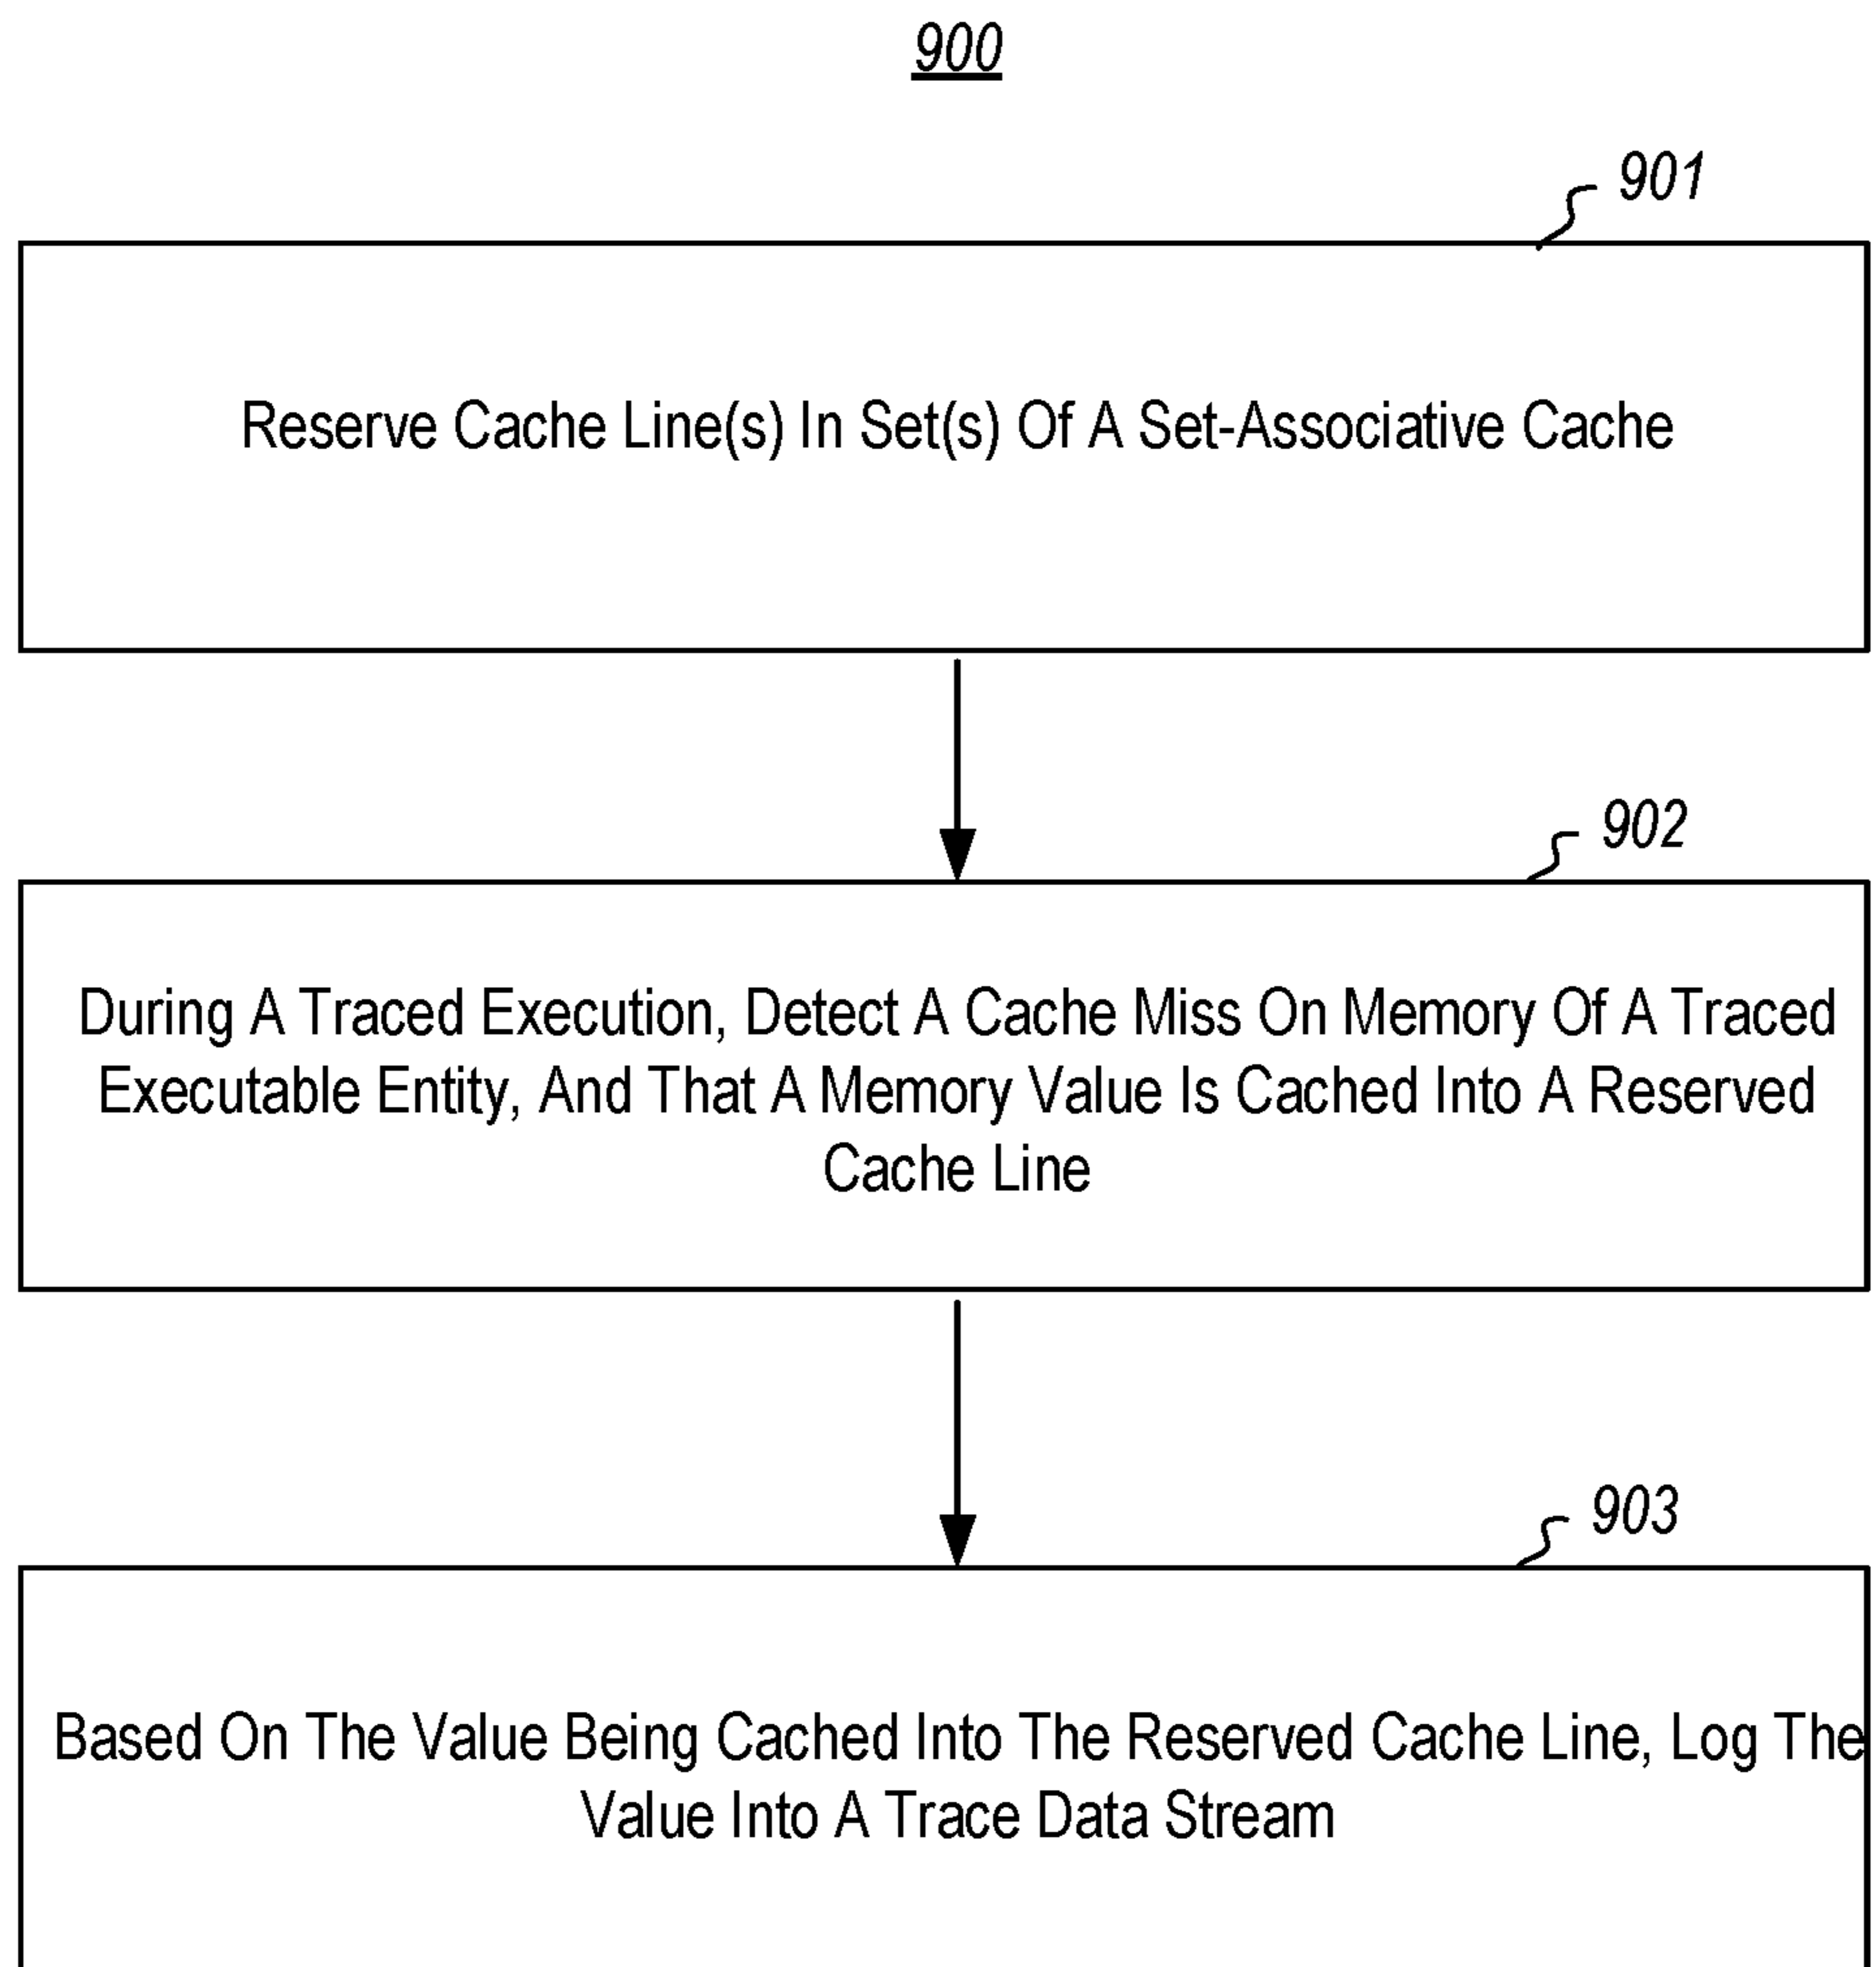 900
901
Reserve Cache Line(s) In Set(s) Of A Set-Associative Cache
902
During A Traced Execution, Detect A Cache Miss On Memory Of A Traced
Executable Entity, And That A Memory Value Is Cached Into A Reserved
Cache Line
903
Based On The Value Being Cached Into The Reserved Cache Line, Log The
Value Into A Trace Data Stream